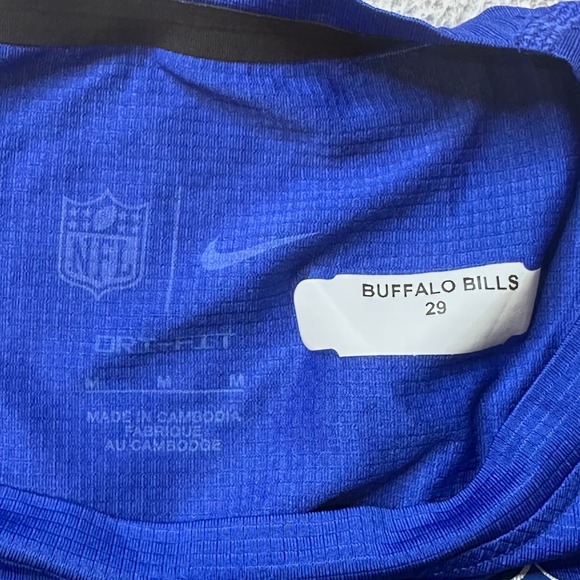 NFL
BUFFALO BILLS
29
DRI-FIT
M M M
MADE IN CAMBODIA
FABRIQUE
AU CAMBODGE